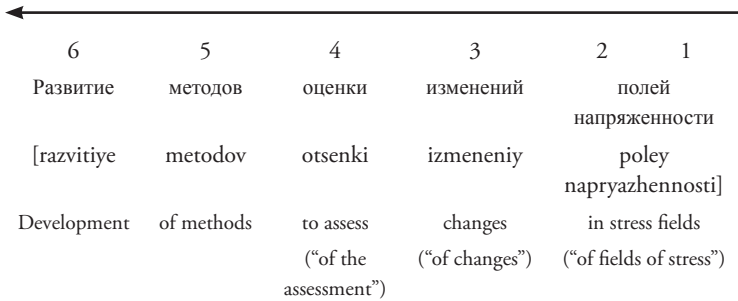 6 5 4 3 2 1
Развитие методов оценки изменений полей
напряженности
[razvitiye metodov otsenki izmeneniy poley
napryazhennosti]
Development of methods to assess changes in stress fields
(“of the (“of changes”) (“of fields of stress”)
assessment”)